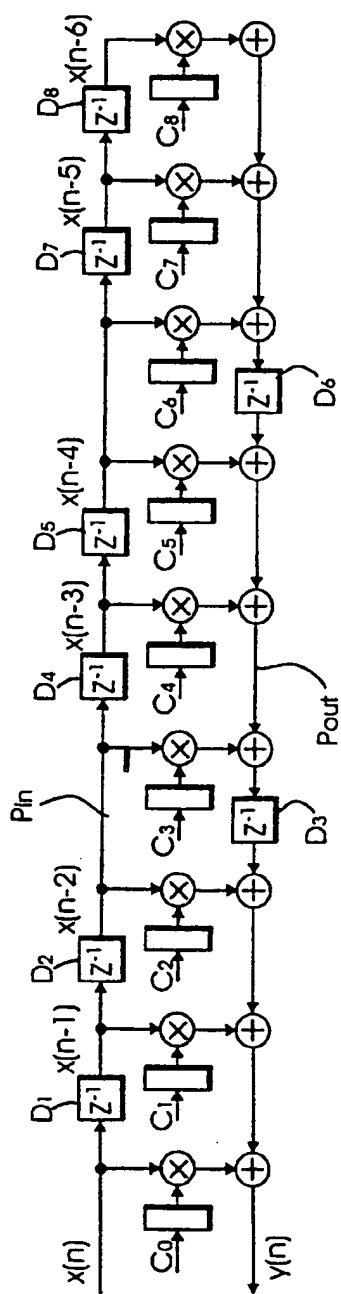 x(n) x(n-1) x(n-2) x(n-3) x(n-4) x(n-5) x(n-6)
D1 D2 Pin D4 D5 D7 D8
Z-1 Z-1 Z-1 Z-1 Z-1 Z-1
C0 C1 C2 C3 C4 C5 C6 C7 C8
Z-1 Z-1
y(n) D3 Pout D6